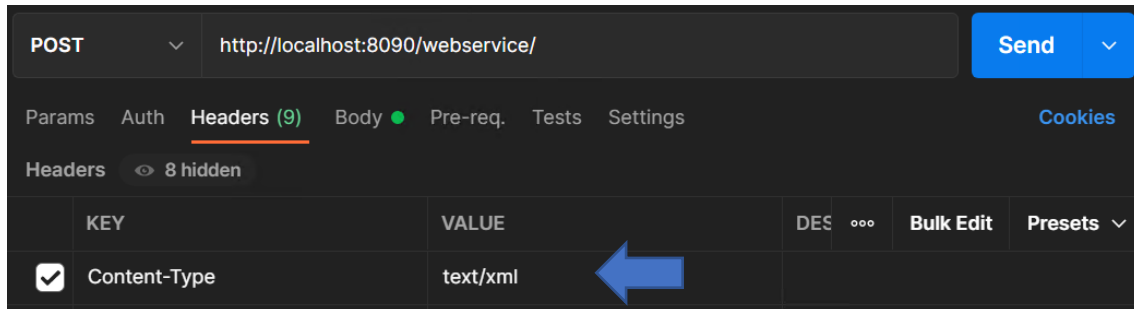 POST http://localhost:8090/webservice/ Send
Params Auth Headers (9) Body Pre-req. Tests Settings Cookies
Headers 8 hidden
KEY VALUE DES ooo Bulk Edit Presets
Content-Type text/xml